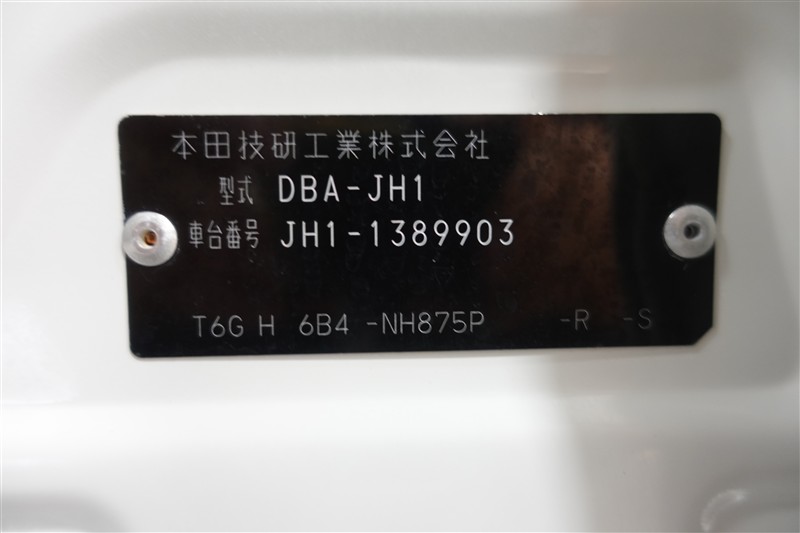 本田技研工業株式会社
型式 DBA-JH1
車台番号 JH1-1389903
T6G H 6B4 -NH875P -R -S